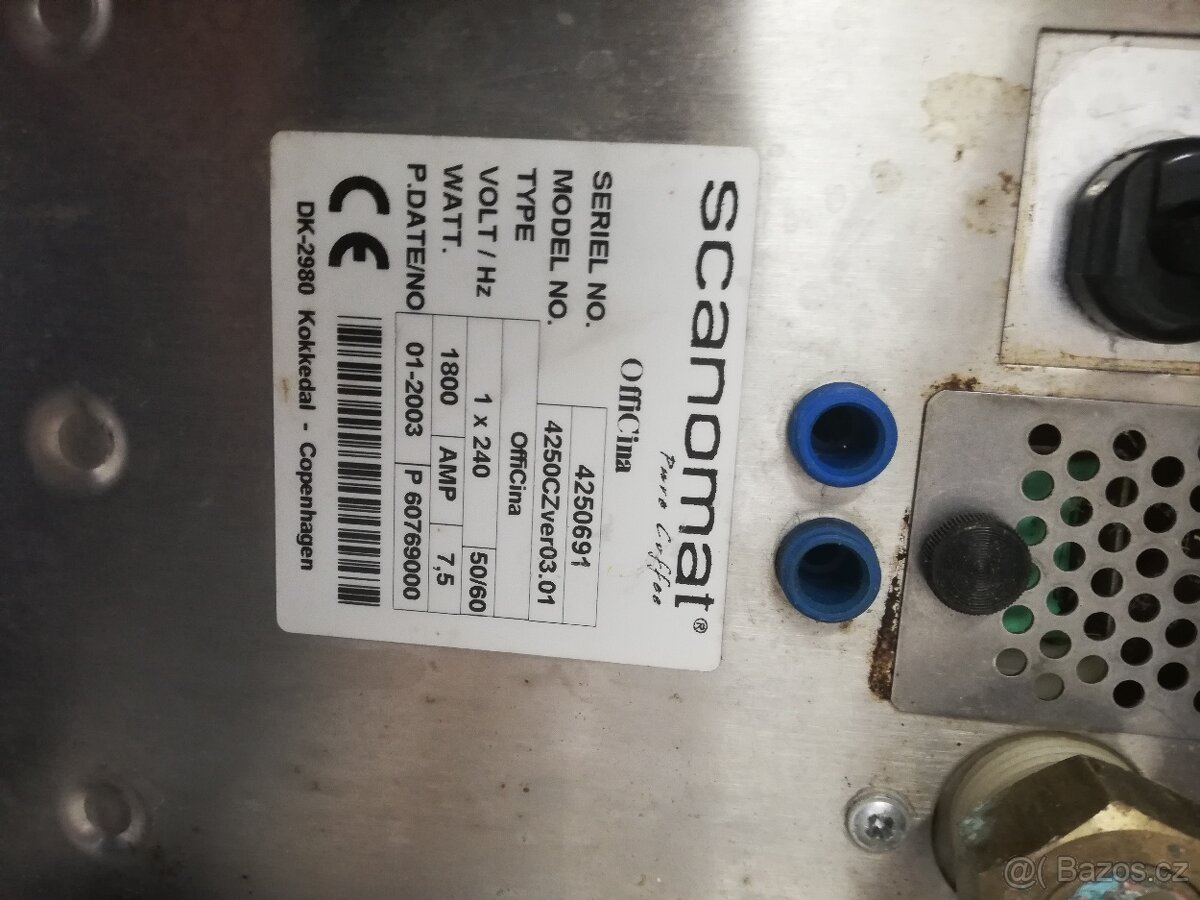 scanomat®
Pure Coffee
OffiCina
SERIEL NO. 4250691
MODEL NO. 4250CZver03.01
TYPE OffiCina
VOLT / Hz 1 x 240 50/60
WATT. 1800 AMP 7,5
P.DATE/NO 01-2003 P 60769000
CE
DK-2980 Kokkedal - Copenhagen
@( Bazos.cz